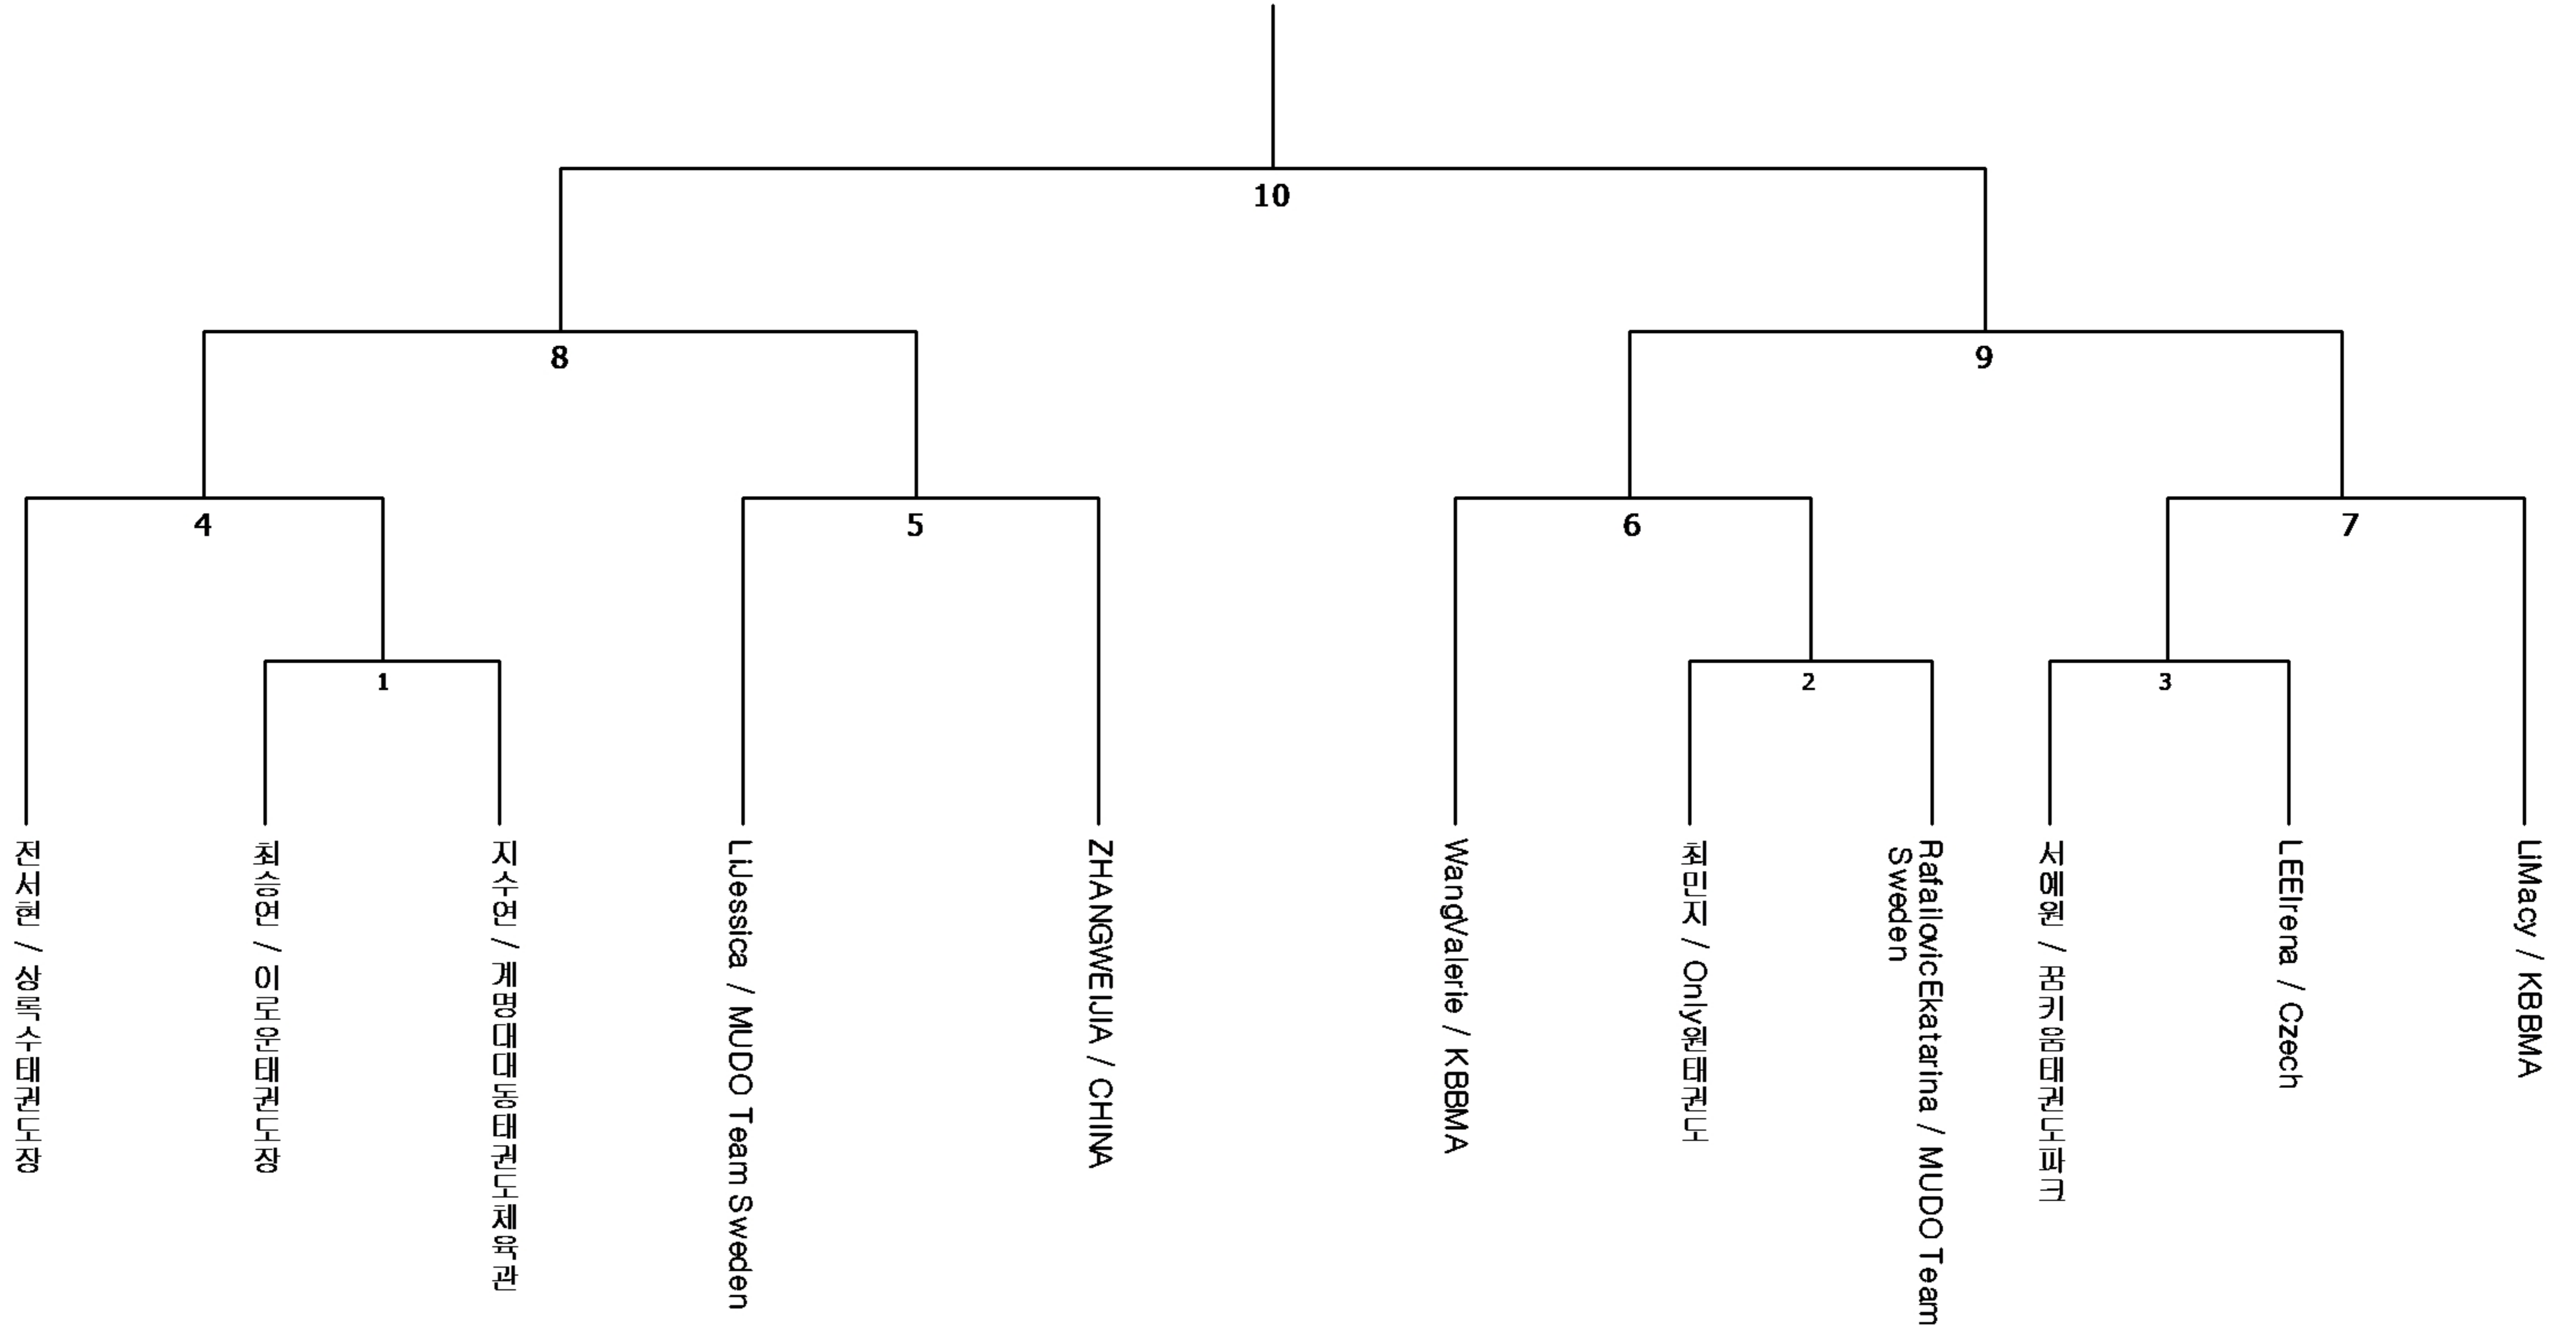 10
8
9
4
5
6
7
1
2
3
전서현 / 상록수태권도장
최승연 / 이로운태권도장
지수연 / 계명대대동태권도체육관
LiJessica / MUDO Team Sweden
ZHANGWEIJIA / CHINA
WangValerie / KBBMA
최민지 / Only원태권도
RafailovicEkatarina / MUDO Team
Sweden
서예원 / 꿈키움태권도파크
LEEIrena / Czech
LiMacy / KBBMA